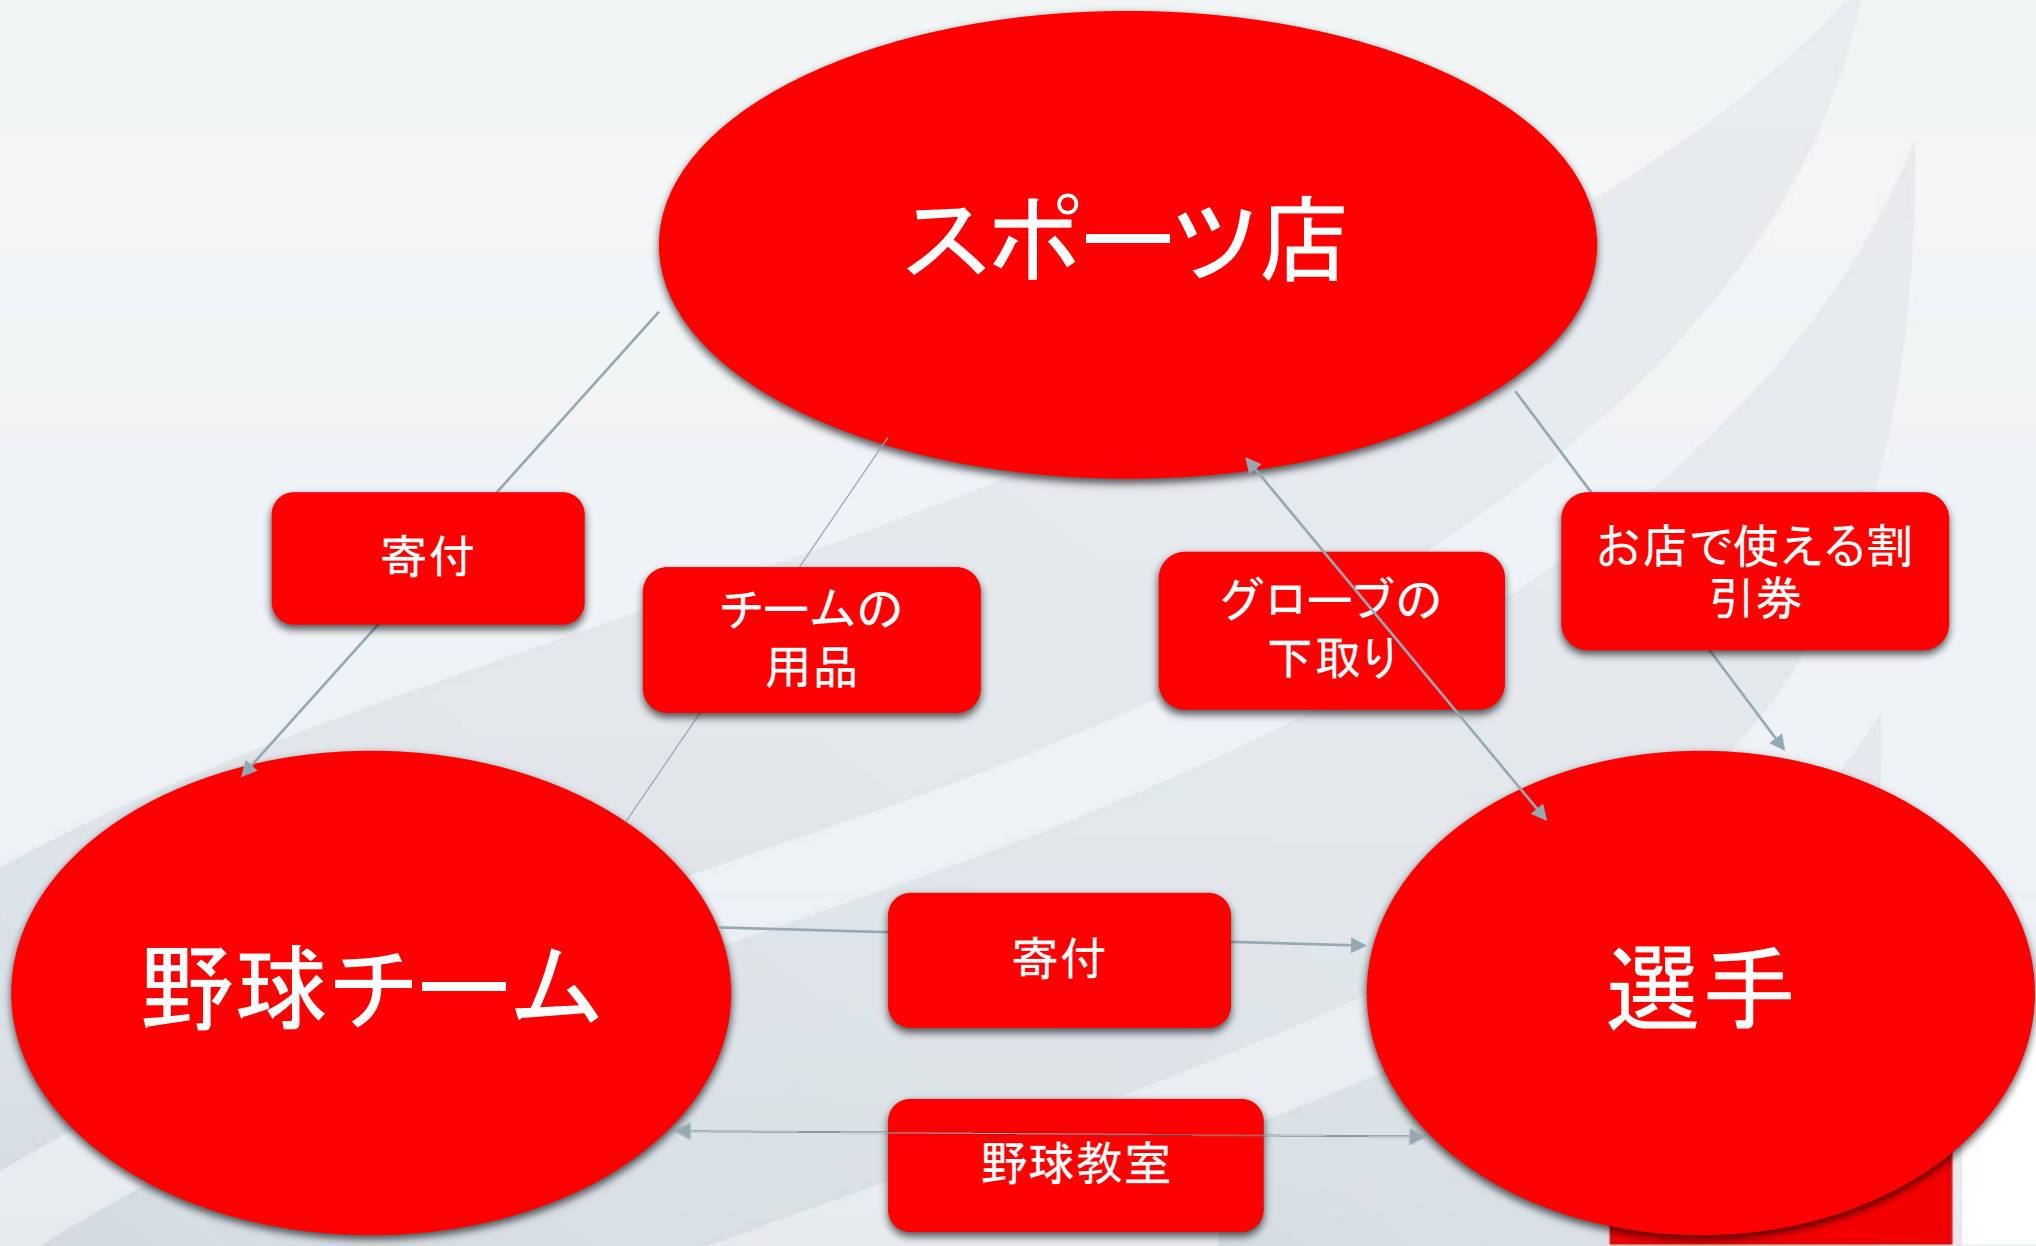 スポーツ店
寄付
チームの
用品
グローブの
下取り
お店で使える割
引券
野球チーム
寄付
選手
野球教室